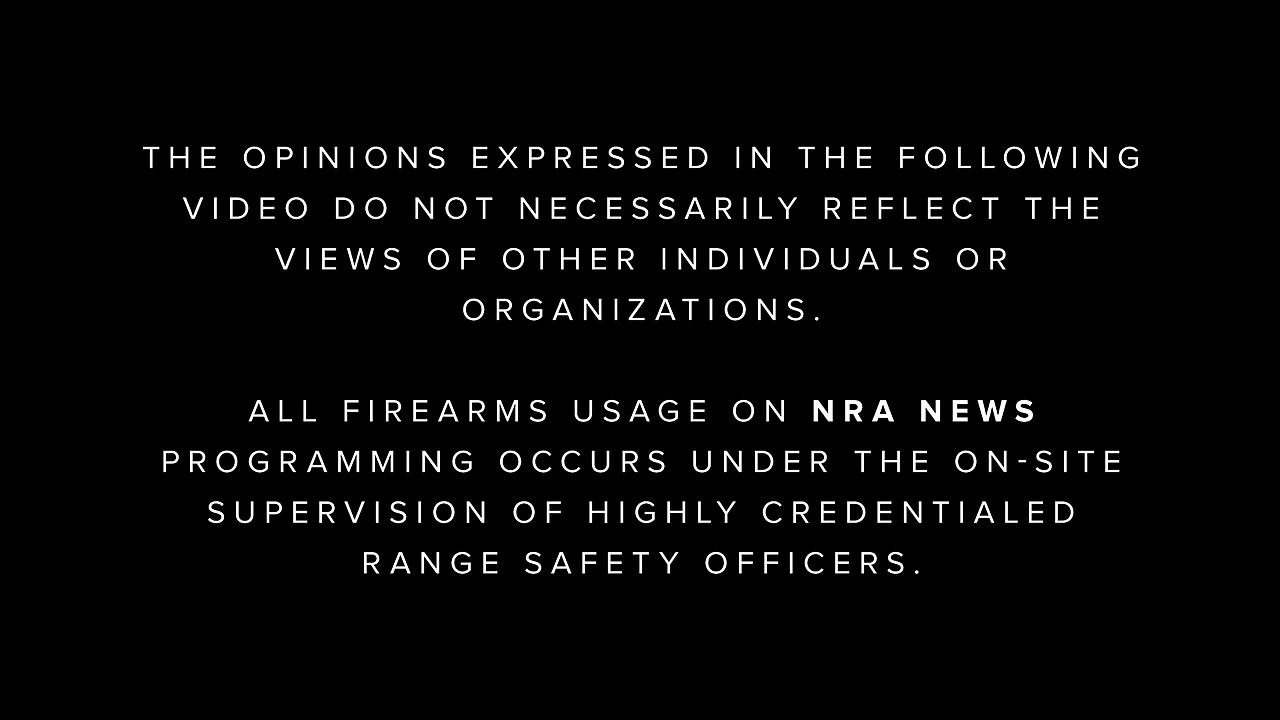 THE OPINIONS EXPRESSED IN THE FOLLOWING
VIDEO DO NOT NECESSARILY REFLECT THE
VIEWS OF OTHER INDIVIDUALS OR
ORGANIZATIONS.
ALL FIREARMS USAGE ON NRA NEWS
PROGRAMMING OCCURS UNDER THE ON-SITE
SUPERVISION OF HIGHLY CREDENTIALED
RANGE SAFETY OFFICERS.